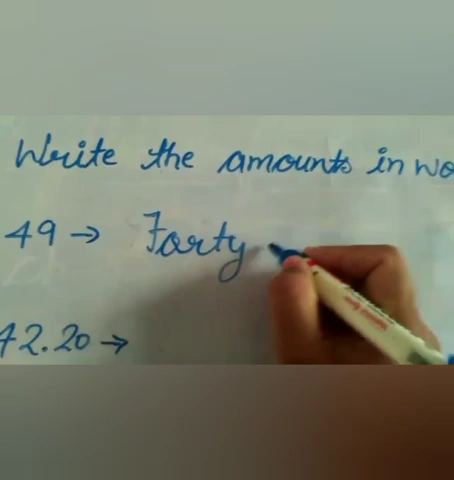 Write the amounts in wo
49 → Forty
42.20 →